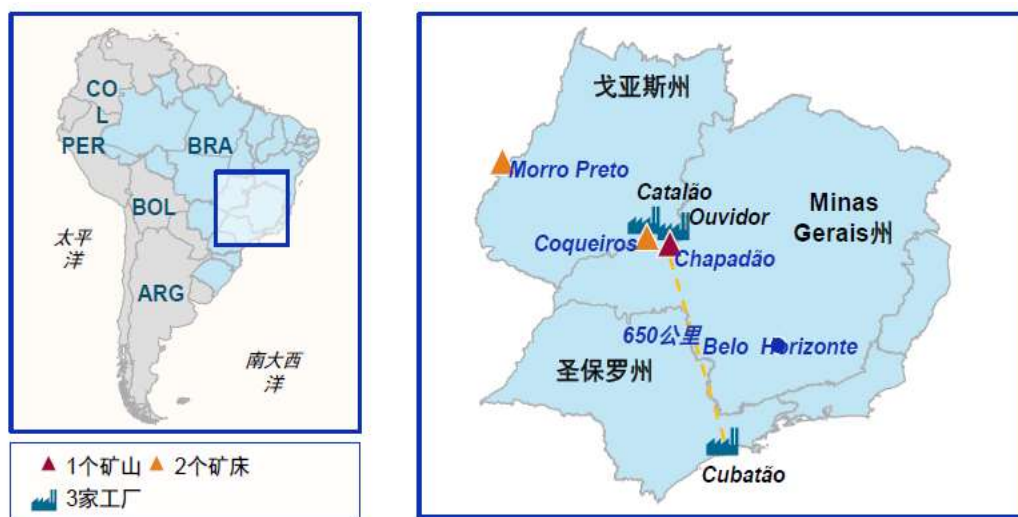 CO
L
PER
BRA
BOL
ARG
太平
洋
南大西
洋
1个矿山 2个矿床
3家工厂
戈亚斯州
Morro Preto
Catalão
Ouvidor
Minas
Gerais州
Coqueiros
Chapadão
650公里
Belo Horizonte
圣保罗州
Cubatão